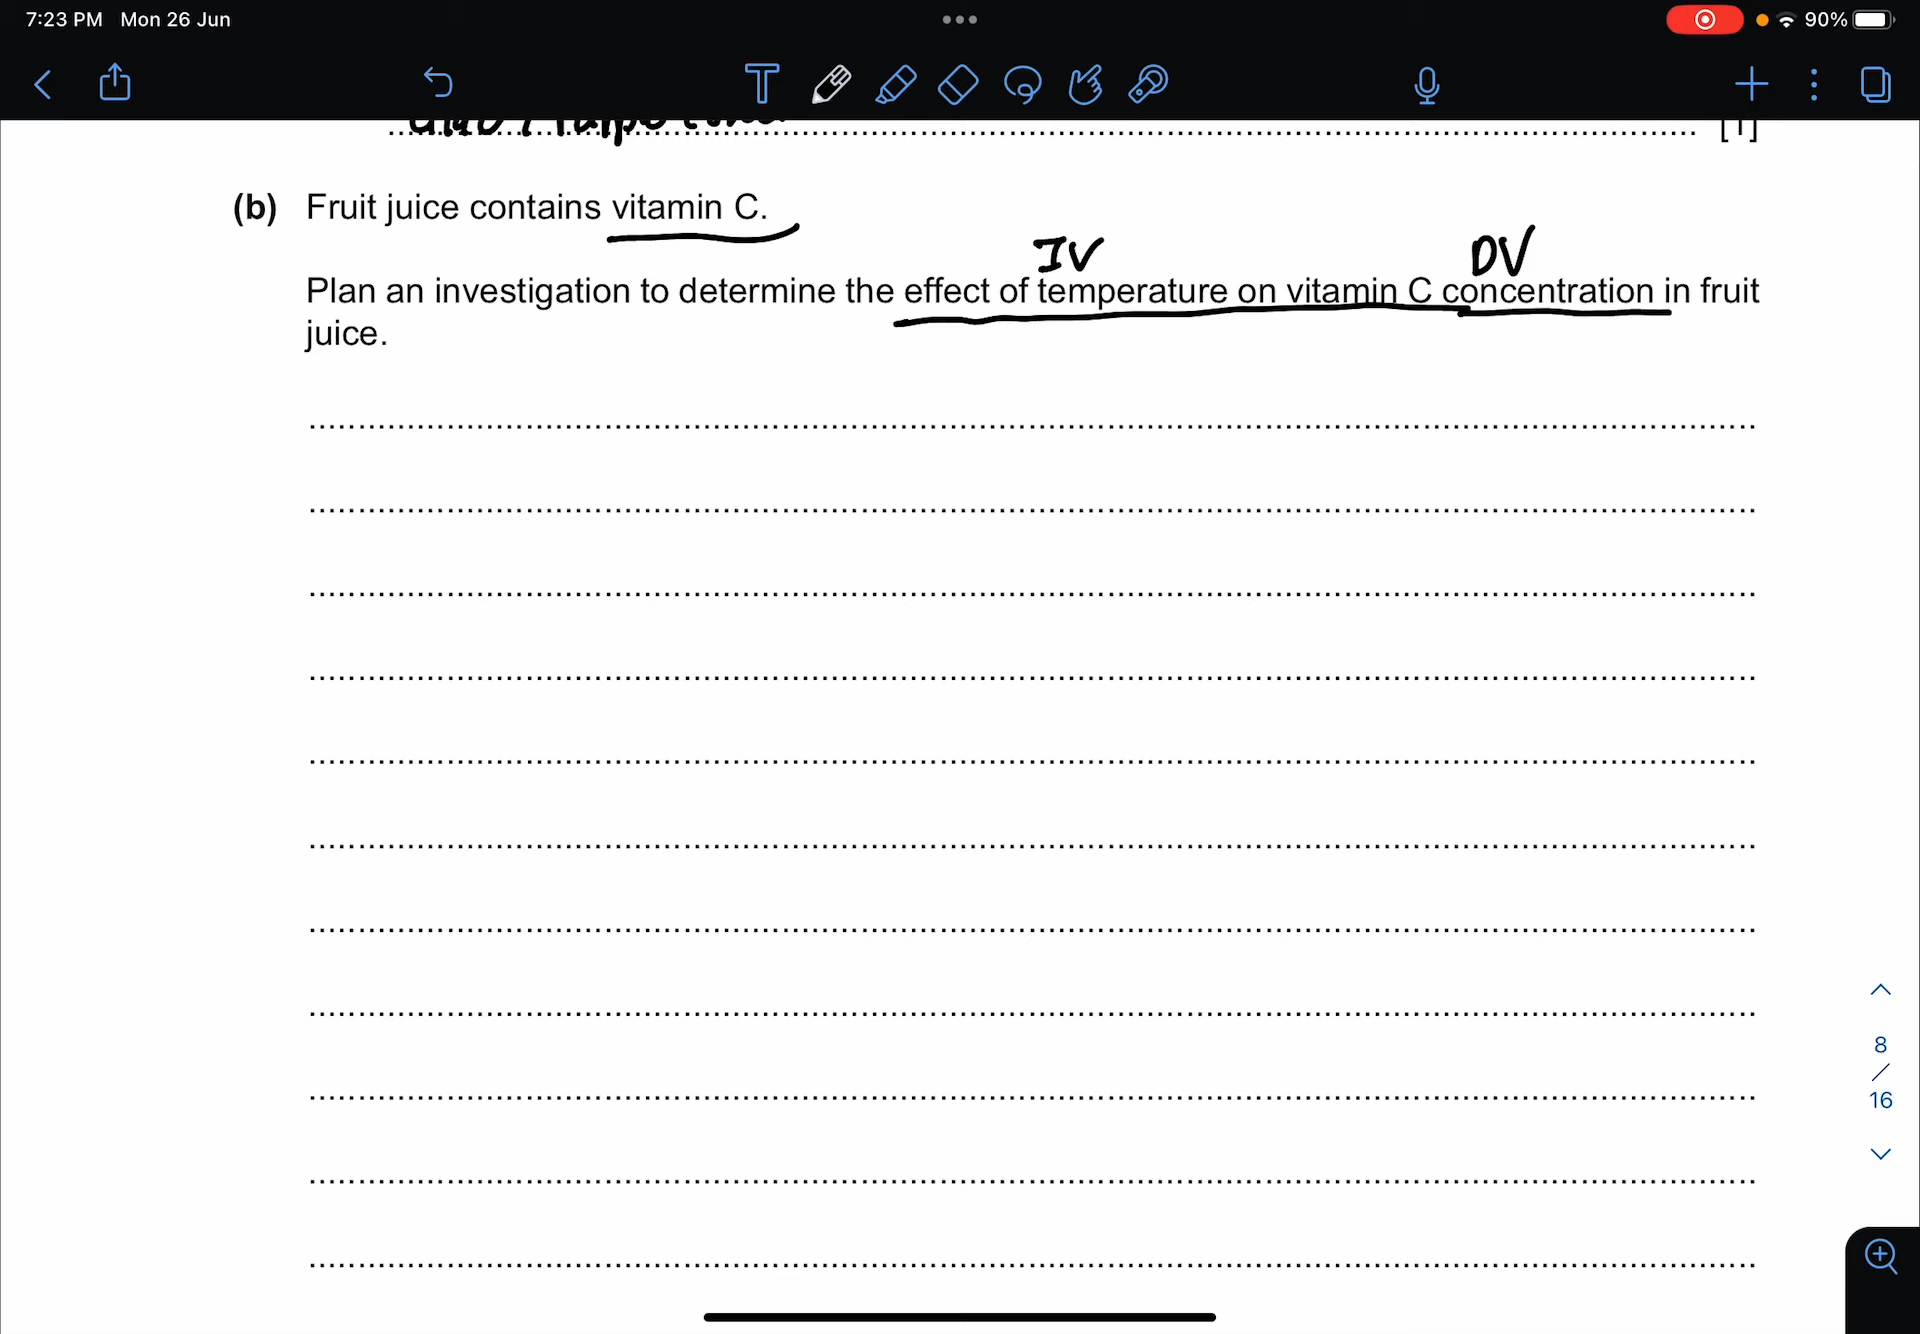 7:23 PM Mon 26 Jun
90%
[1]
(b) Fruit juice contains vitamin C.
IV DV
Plan an investigation to determine the effect of temperature on vitamin C concentration in fruit
juice.
8
/
16